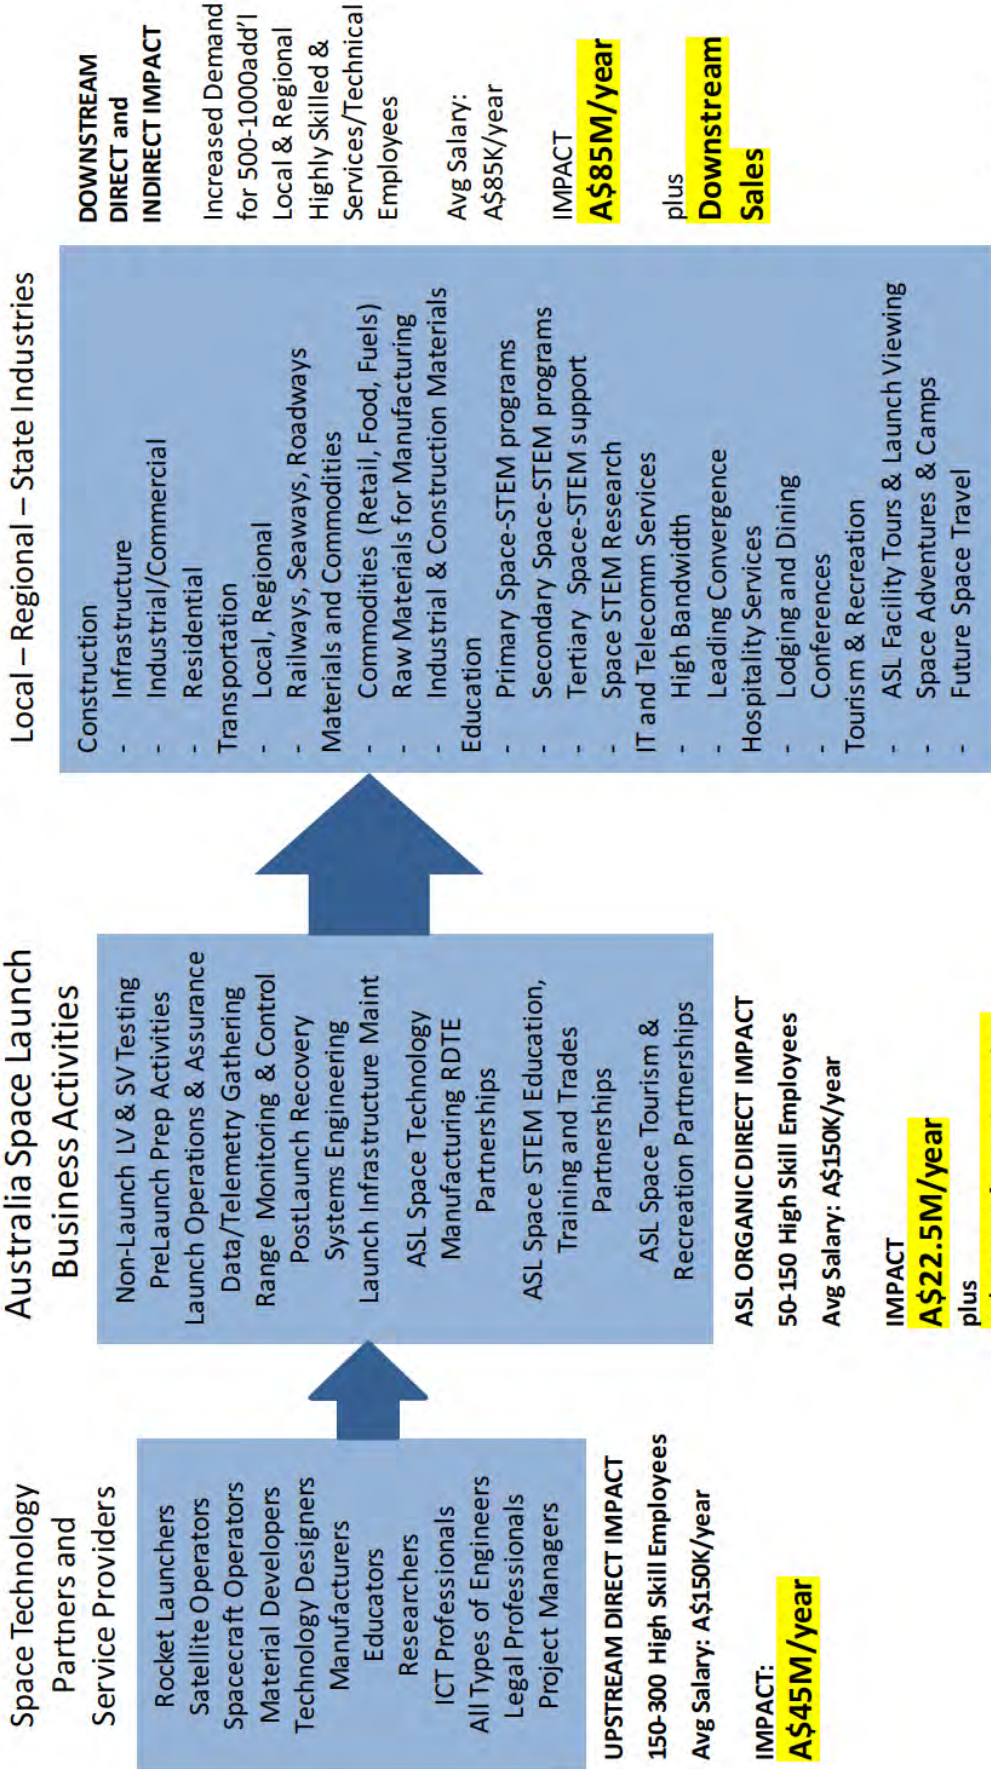 Space Technology
Partners and
Service Providers
Rocket Launchers
Satellite Operators
Spacecraft Operators
Material Developers
Technology Designers
Manufacturers
Educators
Researchers
ICT Professionals
All Types of Engineers
Legal Professionals
Project Managers
UPSTREAM DIRECT IMPACT
150-300 High Skill Employees
Avg Salary: A$150K/year
IMPACT:
A$45M/year
Australia Space Launch
Business Activities
Non-Launch LV & SV Testing
PreLaunch Prep Activities
Launch Operations & Assurance
Data/Telemetry Gathering
Range Monitoring & Control
PostLaunch Recovery
Systems Engineering
Launch Infrastructure Maint
ASL Space Technology
Manufacturing RDTE
Partnerships
ASL Space STEM Education,
Training and Trades
Partnerships
ASL Space Tourism &
Recreation Partnerships
ASL ORGANIC DIRECT IMPACT
50-150 High Skill Employees
Avg Salary: A$150K/year
IMPACT
A$22.5M/year
plus
Local – Regional – State Industries
Construction
- Infrastructure
- Industrial/Commercial
- Residential
Transportation
- Local, Regional
- Railways, Seaways, Roadways
Materials and Commodities
- Commodities (Retail, Food, Fuels)
- Raw Materials for Manufacturing
- Industrial & Construction Materials
Education
- Primary Space-STEM programs
- Secondary Space-STEM programs
- Tertiary Space-STEM support
- Space STEM Research
IT and Telecomm Services
- High Bandwidth
- Leading Convergence
Hospitality Services
- Lodging and Dining
- Conferences
Tourism & Recreation
- ASL Facility Tours & Launch Viewing
- Space Adventures & Camps
- Future Space Travel
DOWNSTREAM
DIRECT and
INDIRECT IMPACT
Increased Demand
for 500-1000add'l
Local & Regional
Highly Skilled &
Services/Technical
Employees
Avg Salary:
A$85K/year
IMPACT
A$85M/year
plus
Downstream
Sales